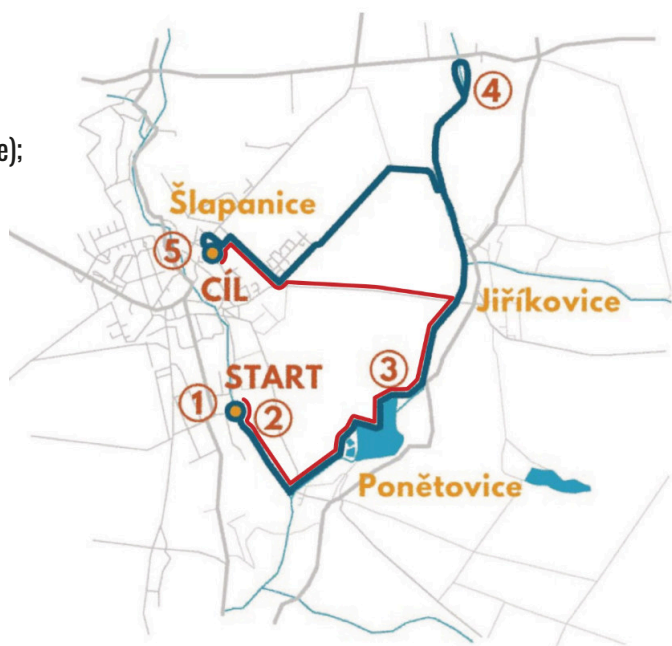 e);
④
Šlapanice
⑤
CÍL
Jiříkovice
③
START
①
②
Ponětovice